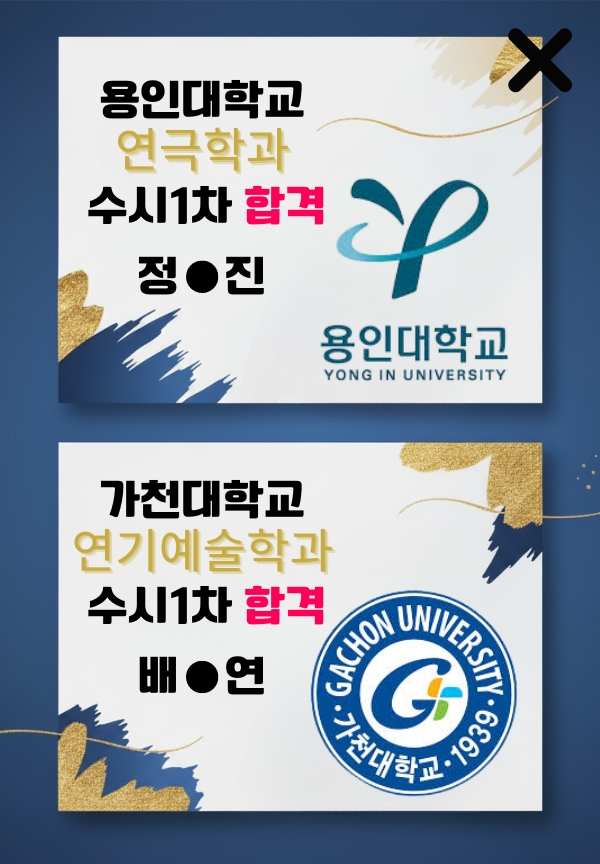 용인대학교
연극학과
수시1차 합격
정●진
용인대학교
YONG IN UNIVERSITY
가천대학교
연기예술학과
수시1차 합격
배●연
GACHON UNIVERSITY
가천대학교·1939